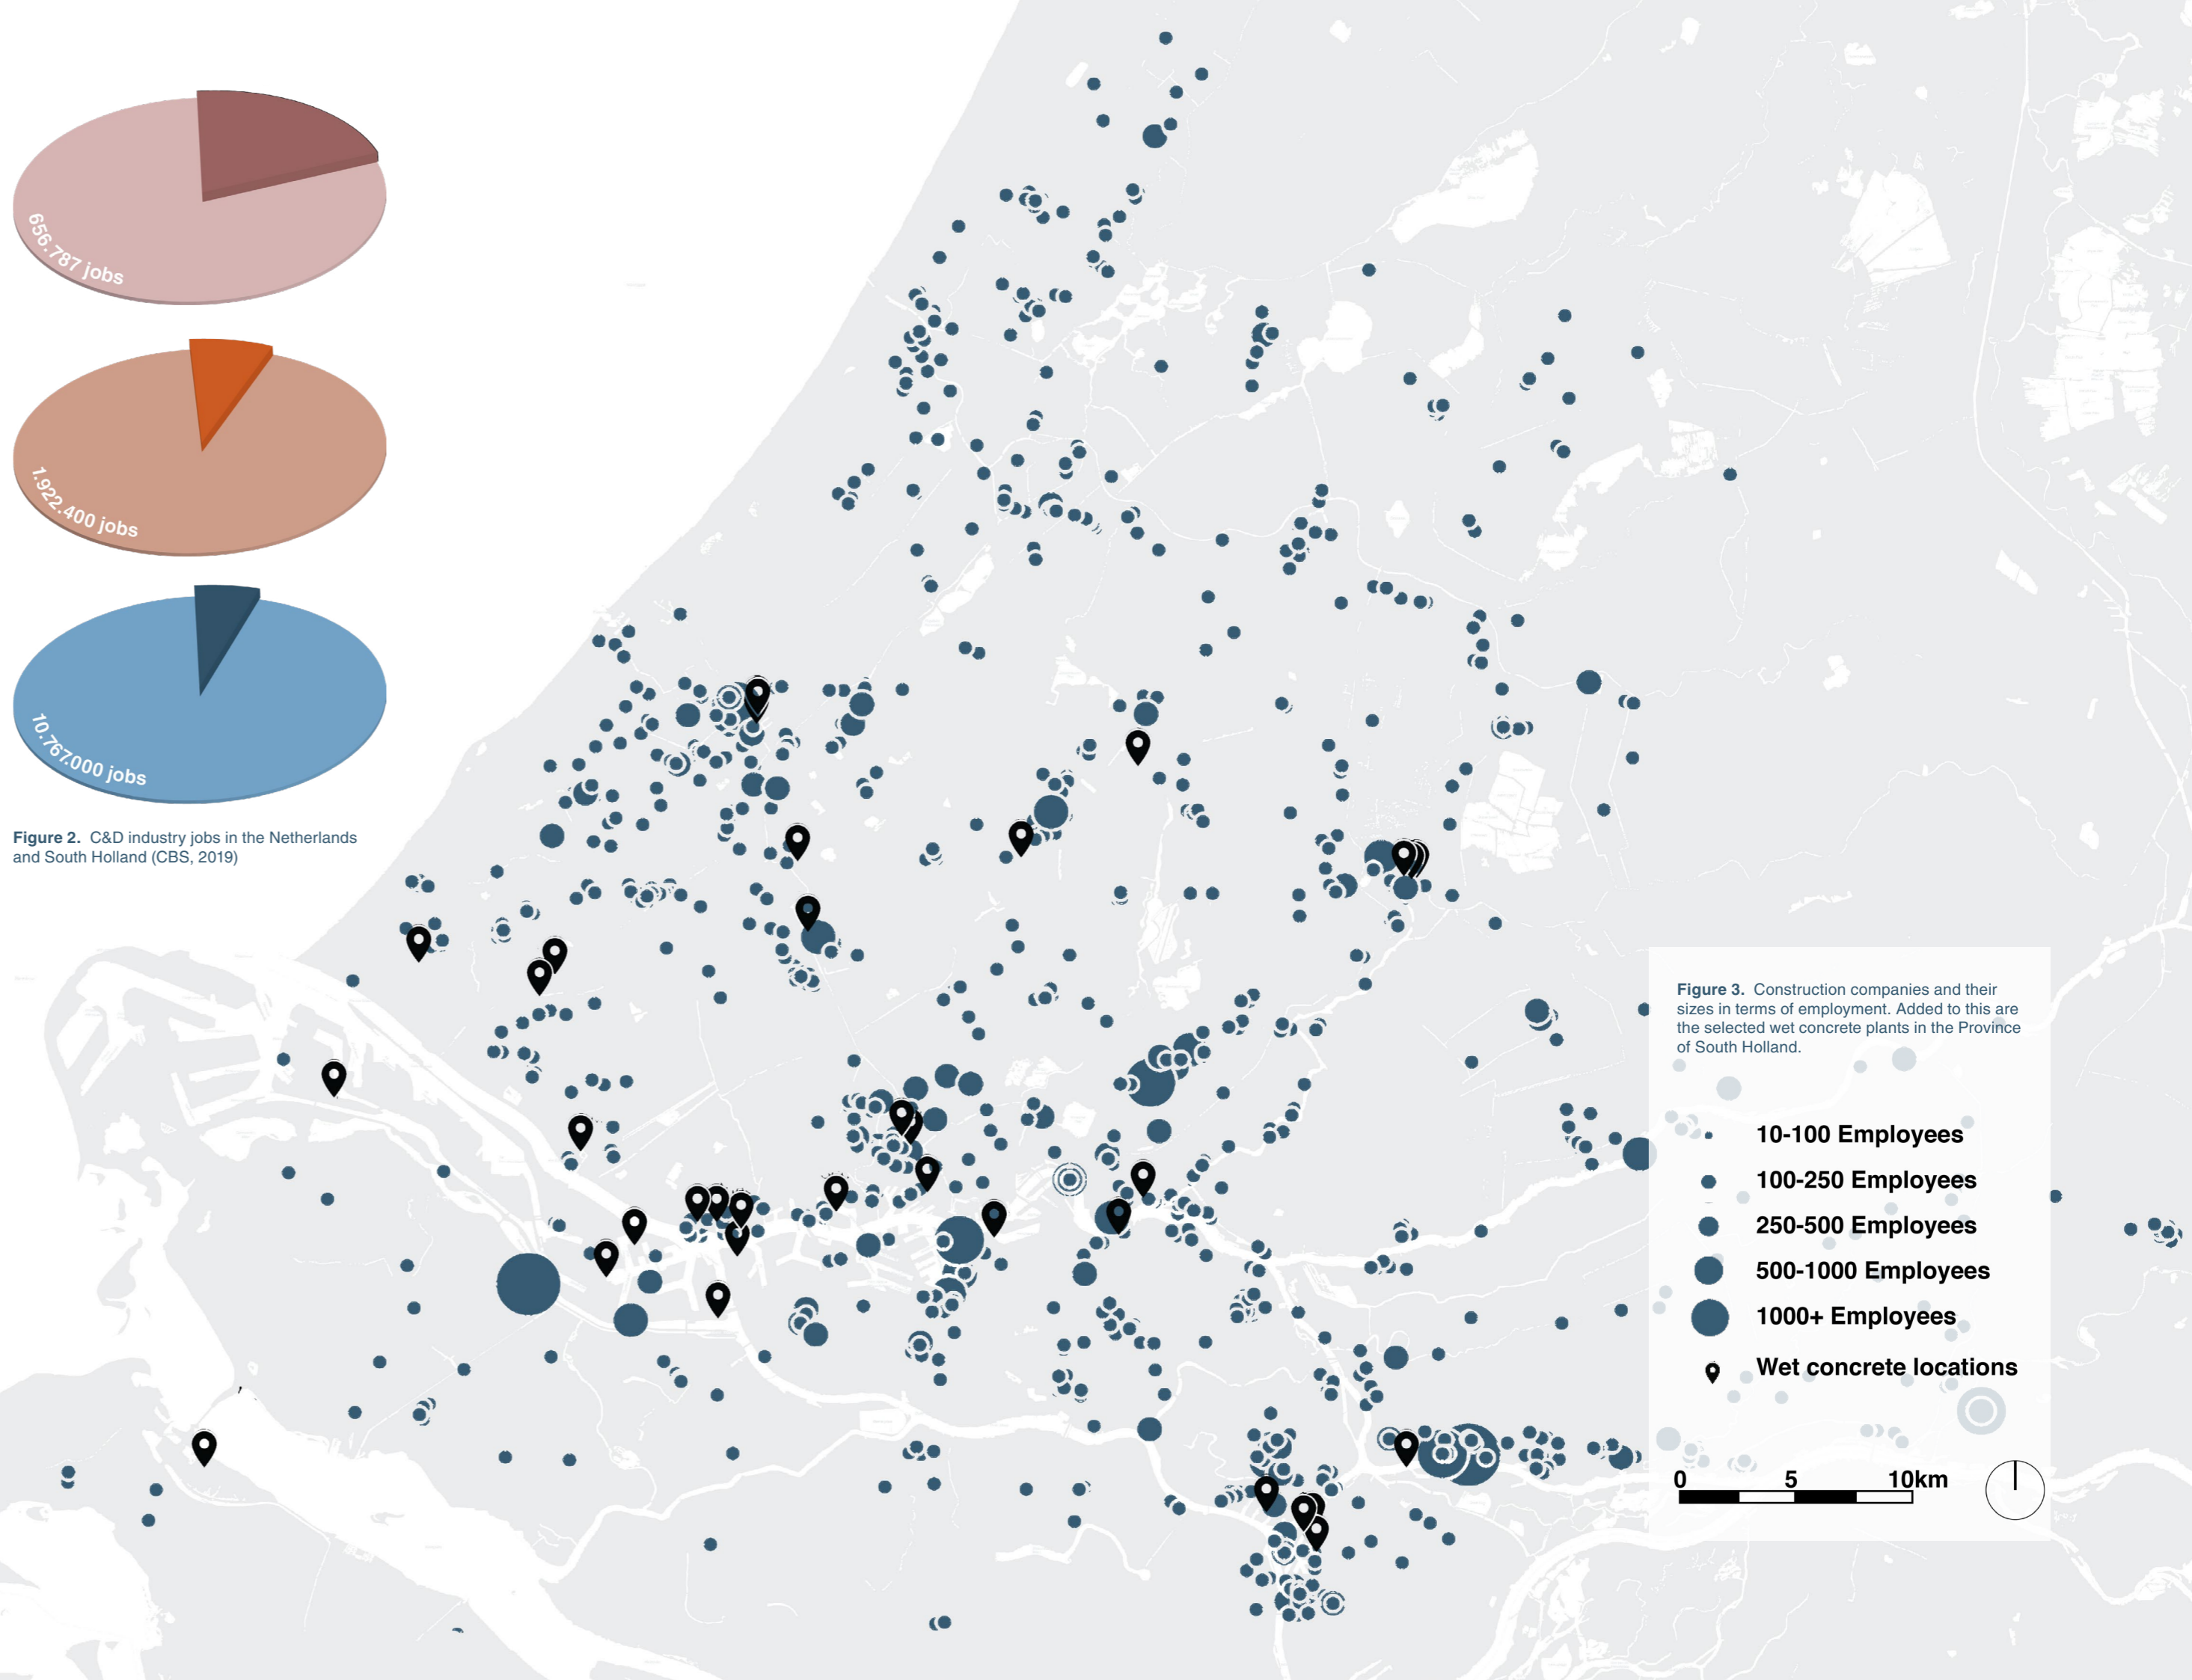 656.787 jobs
1.922.400 jobs
10.767.000 jobs
Figure 2. C&D industry jobs in the Netherlands
and South Holland (CBS, 2019)
Figure 3. Construction companies and their
sizes in terms of employment. Added to this are
the selected wet concrete plants in the Province
of South Holland.
10-100 Employees
100-250 Employees
250-500 Employees
500-1000 Employees
1000+ Employees
Wet concrete locations
0 5 10km